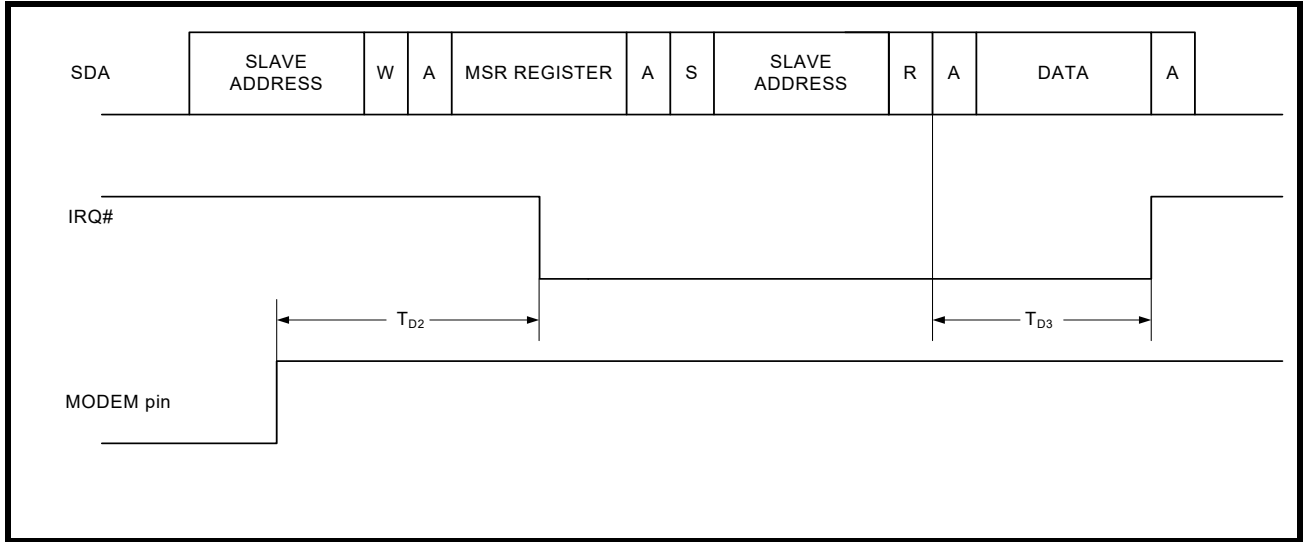 SDA
SLAVE
ADDRESS
W
A
MSR REGISTER
A
S
SLAVE
ADDRESS
R
A
DATA
A
IRQ#
TD2
TD3
MODEM pin